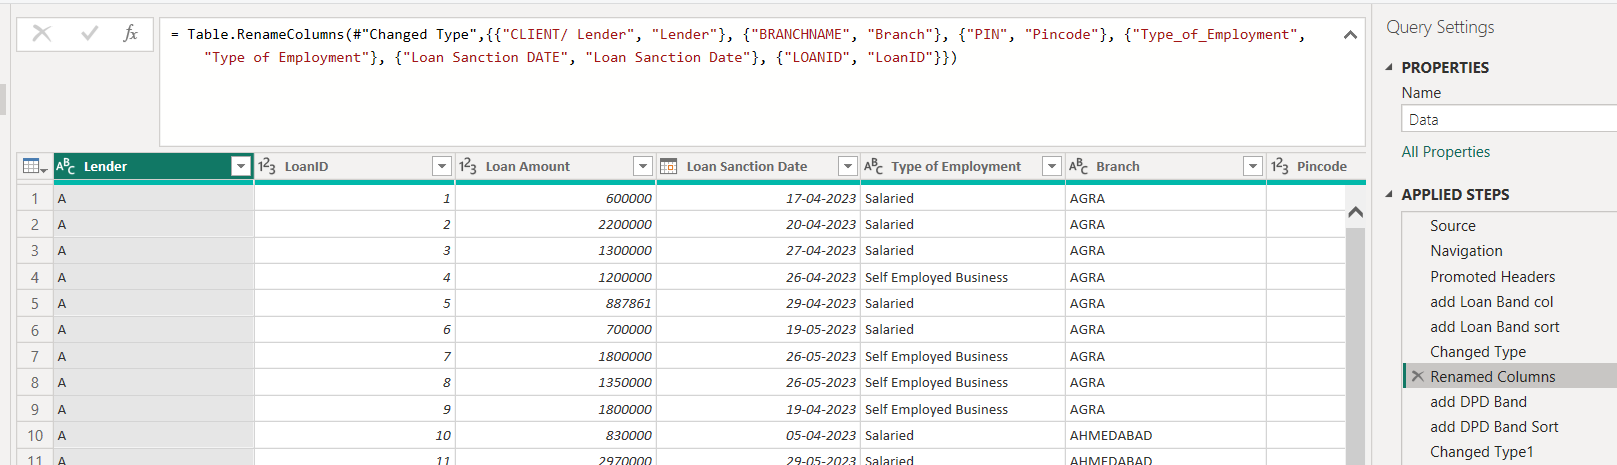 fx = Table.RenameColumns(#"Changed Type",{{"CLIENT/ Lender", "Lender"}, {"BRANCHNAME", "Branch"}, {"PIN", "Pincode"}, {"Type_of_Employment",
"Type of Employment"}, {"Loan Sanction DATE", "Loan Sanction Date"}, {"LOANID", "LoanID"}})
ABC Lender 123 LoanID 123 Loan Amount Loan Sanction Date ABC Type of Employment ABC Branch 123 Pincode
1 A 1 600000 17-04-2023 Salaried AGRA
2 A 2 2200000 20-04-2023 Salaried AGRA
3 A 3 1300000 27-04-2023 Salaried AGRA
4 A 4 1200000 26-04-2023 Self Employed Business AGRA
5 A 5 887861 29-04-2023 Salaried AGRA
6 A 6 700000 19-05-2023 Salaried AGRA
7 A 7 1800000 26-05-2023 Self Employed Business AGRA
8 A 8 1350000 26-05-2023 Self Employed Business AGRA
9 A 9 1800000 19-04-2023 Self Employed Business AGRA
10 A 10 830000 05-04-2023 Salaried AHMEDABAD
11 A 11 2970000 29-05-2023 Salaried AHMEDABAD
Query Settings
PROPERTIES
Name
Data
All Properties
APPLIED STEPS
Source
Navigation
Promoted Headers
add Loan Band col
add Loan Band sort
Changed Type
Renamed Columns
add DPD Band
add DPD Band Sort
Changed Type1